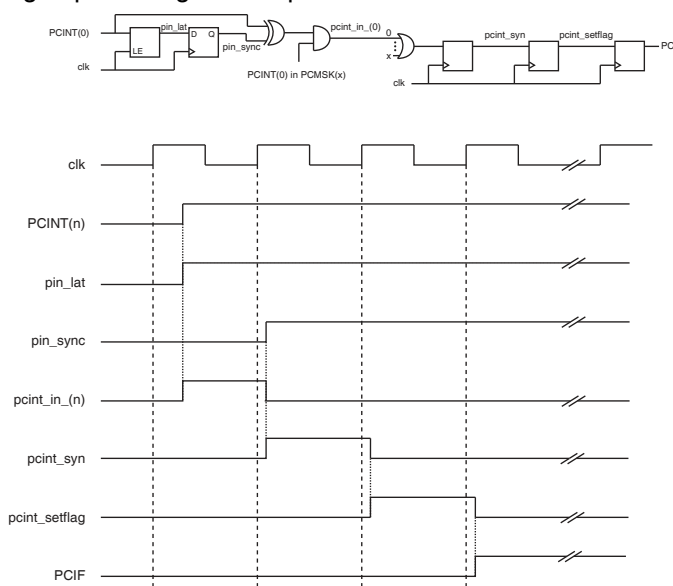 PCINT(0)
LE
pin_lat
D Q
pin_sync
clk
PCINT(0) in PCMSK(x)
pcint_in_(0)
0
x
clk
pcint_syn
pcint_setflag
clk
PCINT(n)
pin_lat
pin_sync
pcint_in_(n)
pcint_syn
pcint_setflag
PCIF